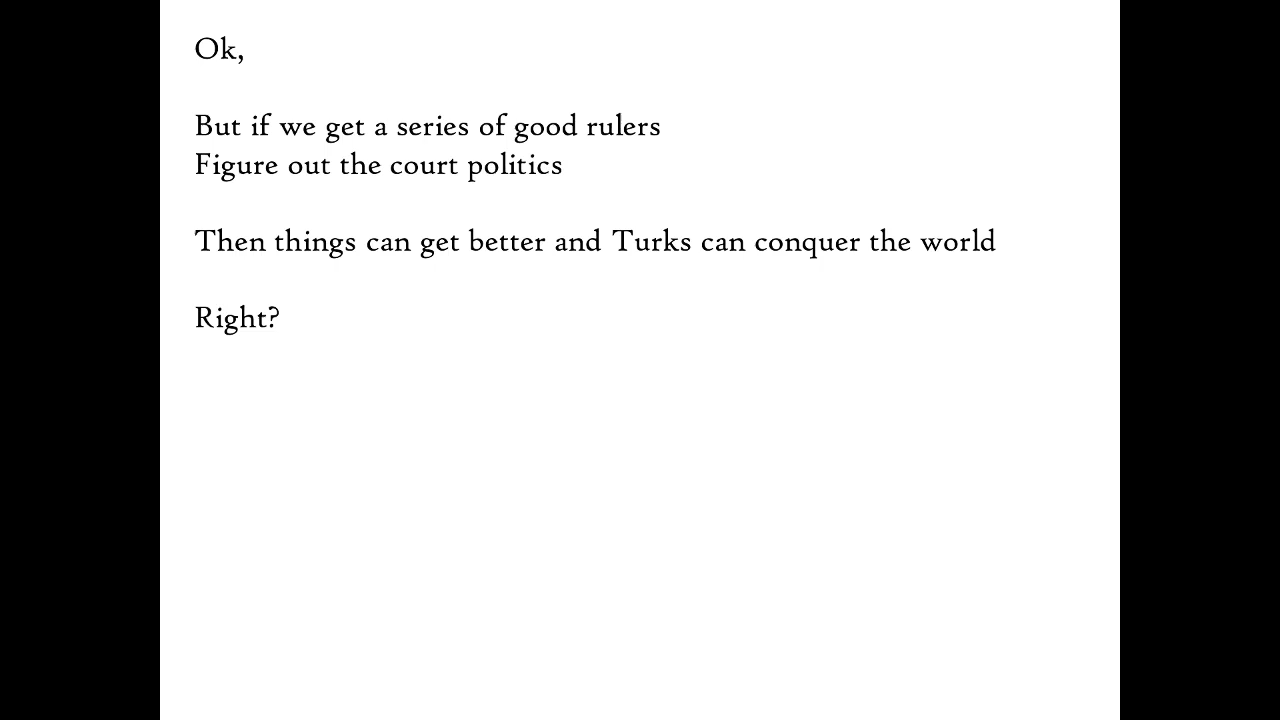 Ok,
But if we get a series of good rulers
Figure out the court politics
Then things can get better and Turks can conquer the world
Right?